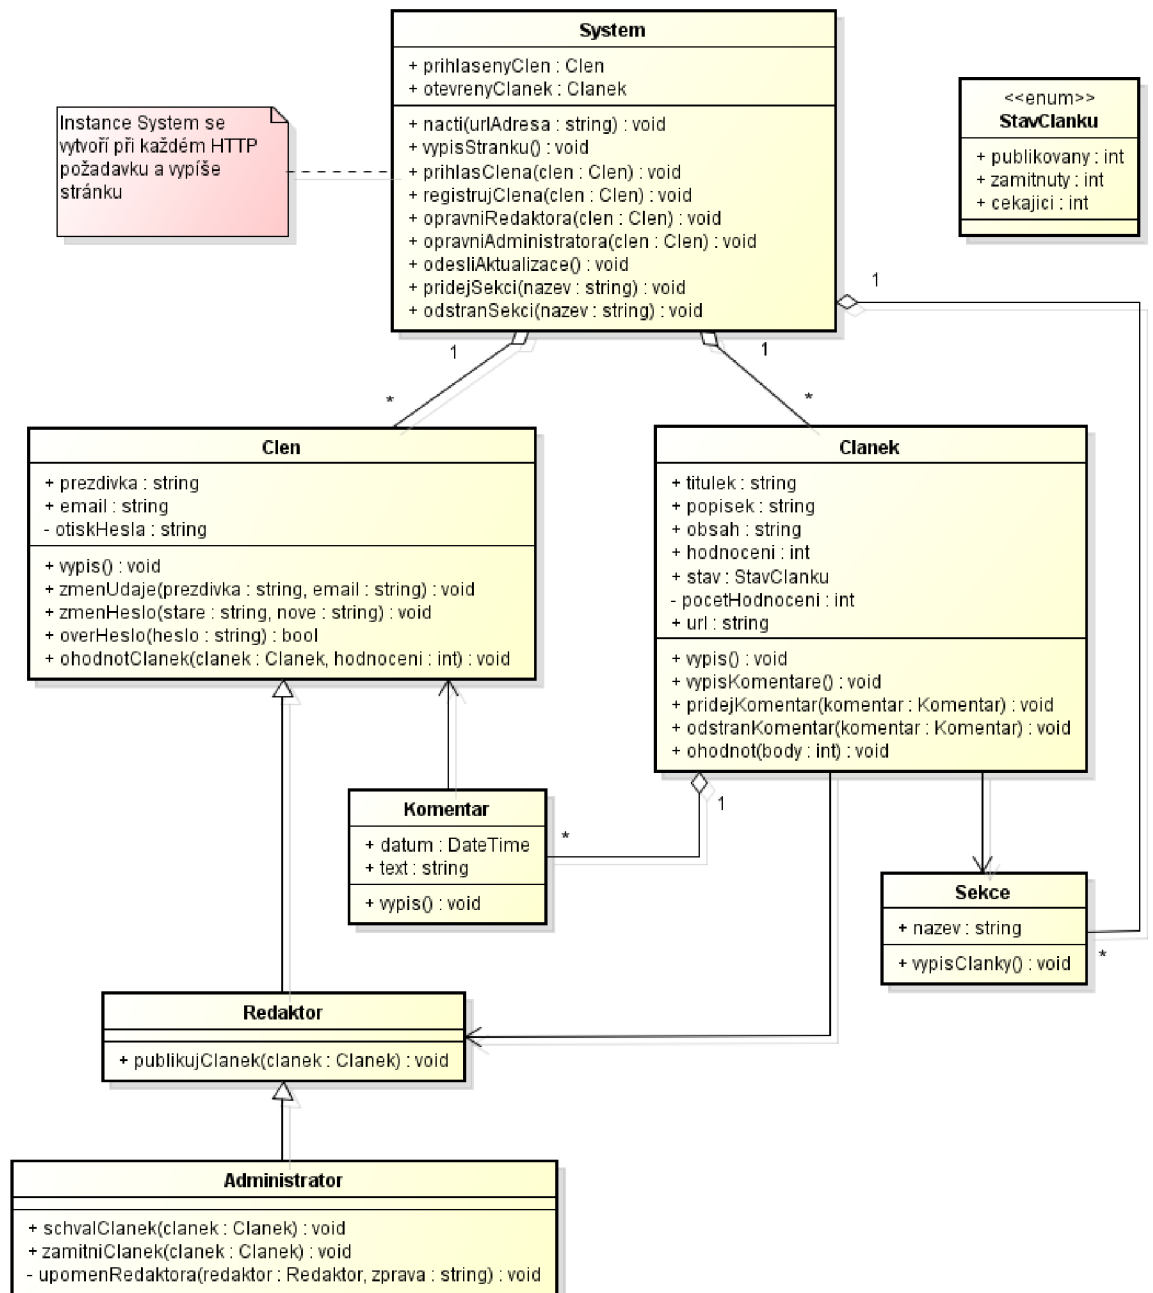 System
+ prihlasenyClen : Clen
+ otevrenyClanek : Clanek
+ nacti(urlAdresa : string) : void
+ vypisStranku() : void
+ prihlasClena(clen : Clen) : void
+ registrujClena(clen : Clen) : void
+ opravniRedaktora(clen : Clen) : void
+ opravniAdministratora(clen : Clen) : void
+ odesliAktualizace() : void
+ pridejSekci(nazev : string) : void
+ odstranSekci(nazev : string) : void
Instance System se
vytvoří při každém HTTP
požadavku a vypíše
stránku
<<enum>>
StavClanku
+ publikovany : int
+ zamitnuty : int
+ cekajici : int
1
1
1
*
*
Clen
+ prezdivka : string
+ email : string
- otiskHesla : string
+ vypis() : void
+ zmenUdaje(prezdivka : string, email : string) : void
+ zmenHeslo(stare : string, nove : string) : void
+ overHeslo(heslo : string) : bool
+ ohodnotClanek(clanek : Clanek, hodnoceni : int) : void
Clanek
+ titulek : string
+ popisek : string
+ obsah : string
+ hodnoceni : int
+ stav : StavClanku
- pocetHodnoceni : int
+ url : string
+ vypis() : void
+ vypisKomentare() : void
+ pridejKomentar(komentar : Komentar) : void
+ odstranKomentar(komentar : Komentar) : void
+ ohodnot(body : int) : void
1
*
Komentar
+ datum : DateTime
+ text : string
+ vypis() : void
Sekce
+ nazev : string
+ vypisClanky() : void
*
Redaktor
+ publikujClanek(clanek : Clanek) : void
Administrator
+ schvalClanek(clanek : Clanek) : void
+ zamitniClanek(clanek : Clanek) : void
- upomenRedaktora(redaktor : Redaktor, zprava : string) : void